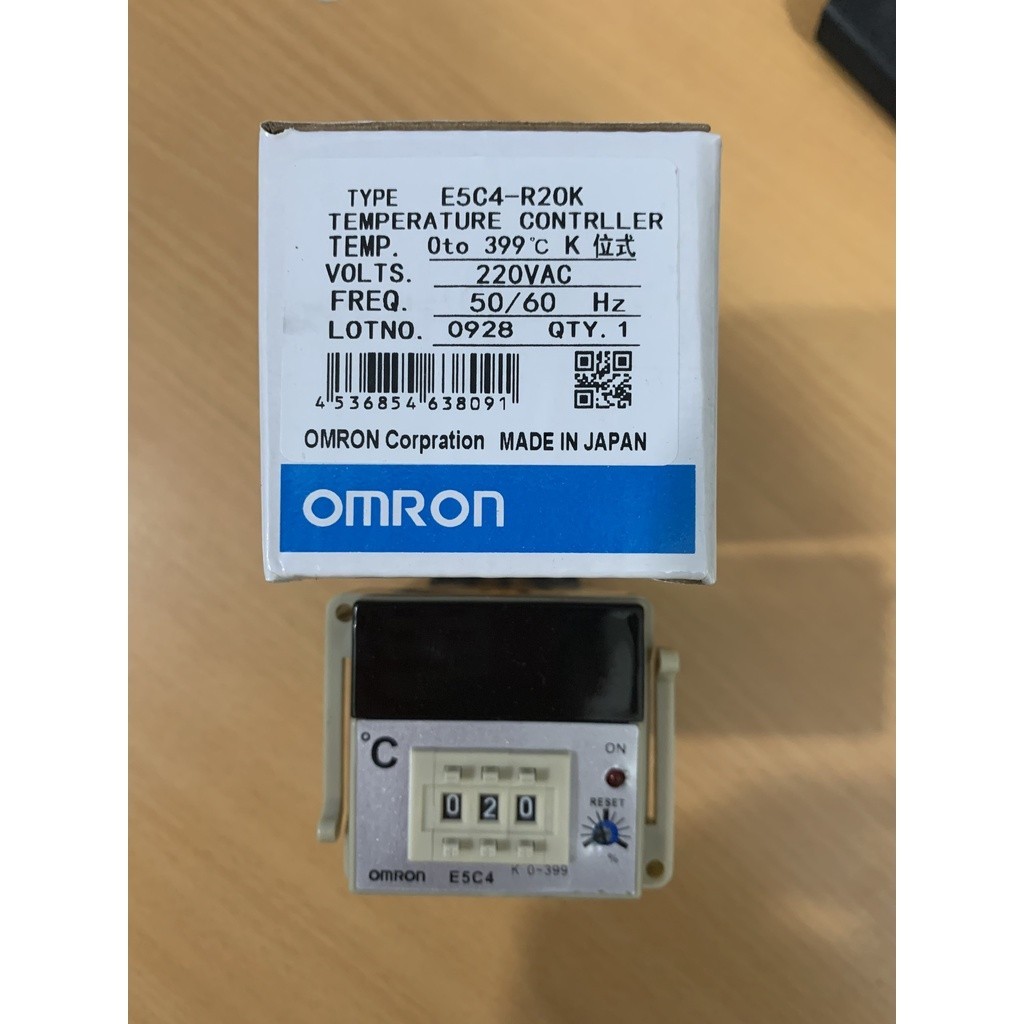 TYPE E5C4-R20K
TEMPERATURE CONTRLLER
TEMP. 0to 399℃ K 位式
VOLTS. 220VAC
FREQ. 50/60 Hz
LOTNO. 0928 QTY. 1
4 536854 638091
OMRON Corpration MADE IN JAPAN
OMRON
°C
ON
RESET
0 2 0
%
K 0-399
OMRON E5C4